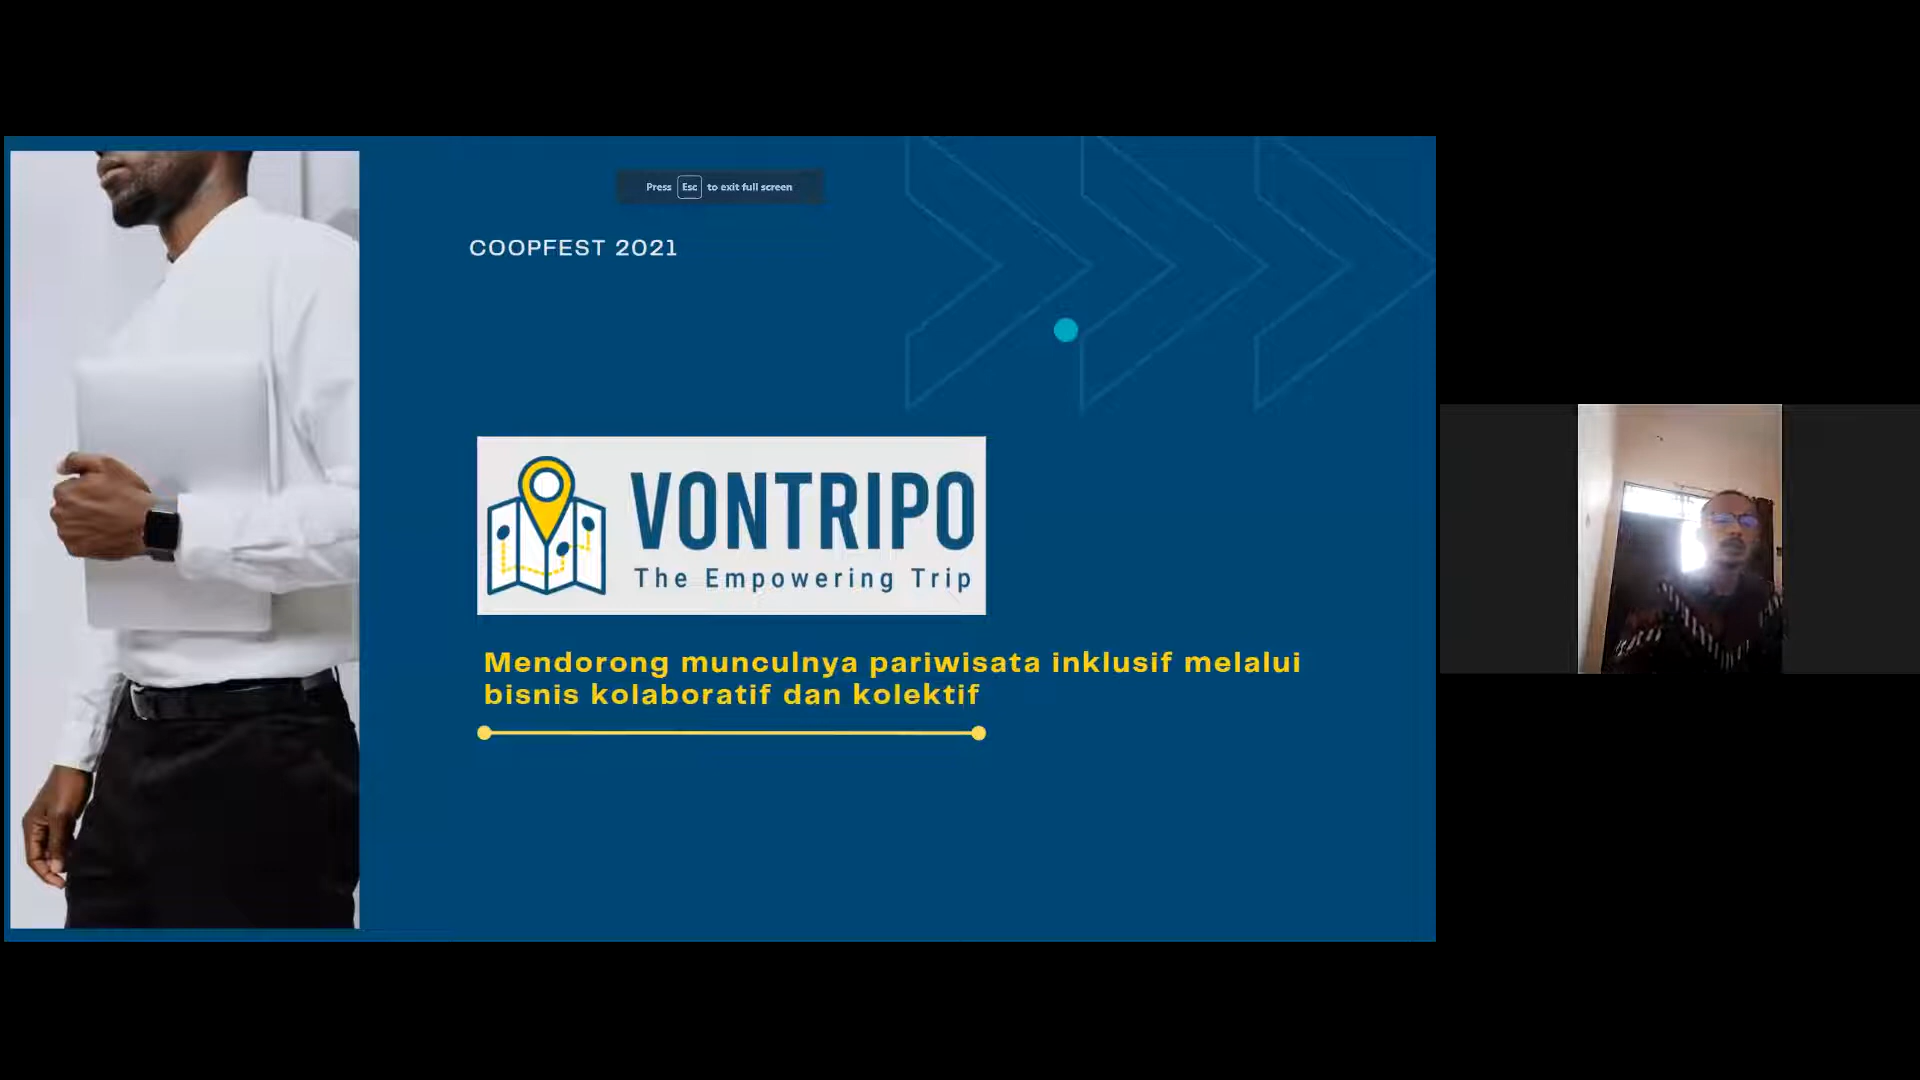 Press Esc to exit full screen
COOPFEST 2021
VONTRIPO
The Empowering Trip
Mendorong munculnya pariwisata inklusif melalui
bisnis kolaboratif dan kolektif